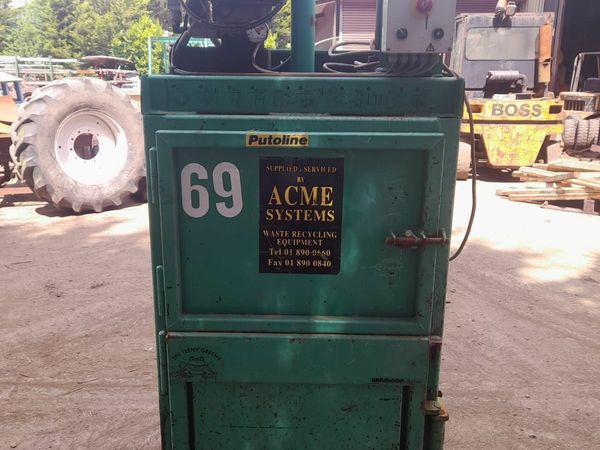 Putoline
69
SUPPLIED & SERVICED
BY
ACME
SYSTEMS
WASTE RECYCLING
EQUIPMENT
Tel 01 890 0660
Fax 01 890 0840
BOSS